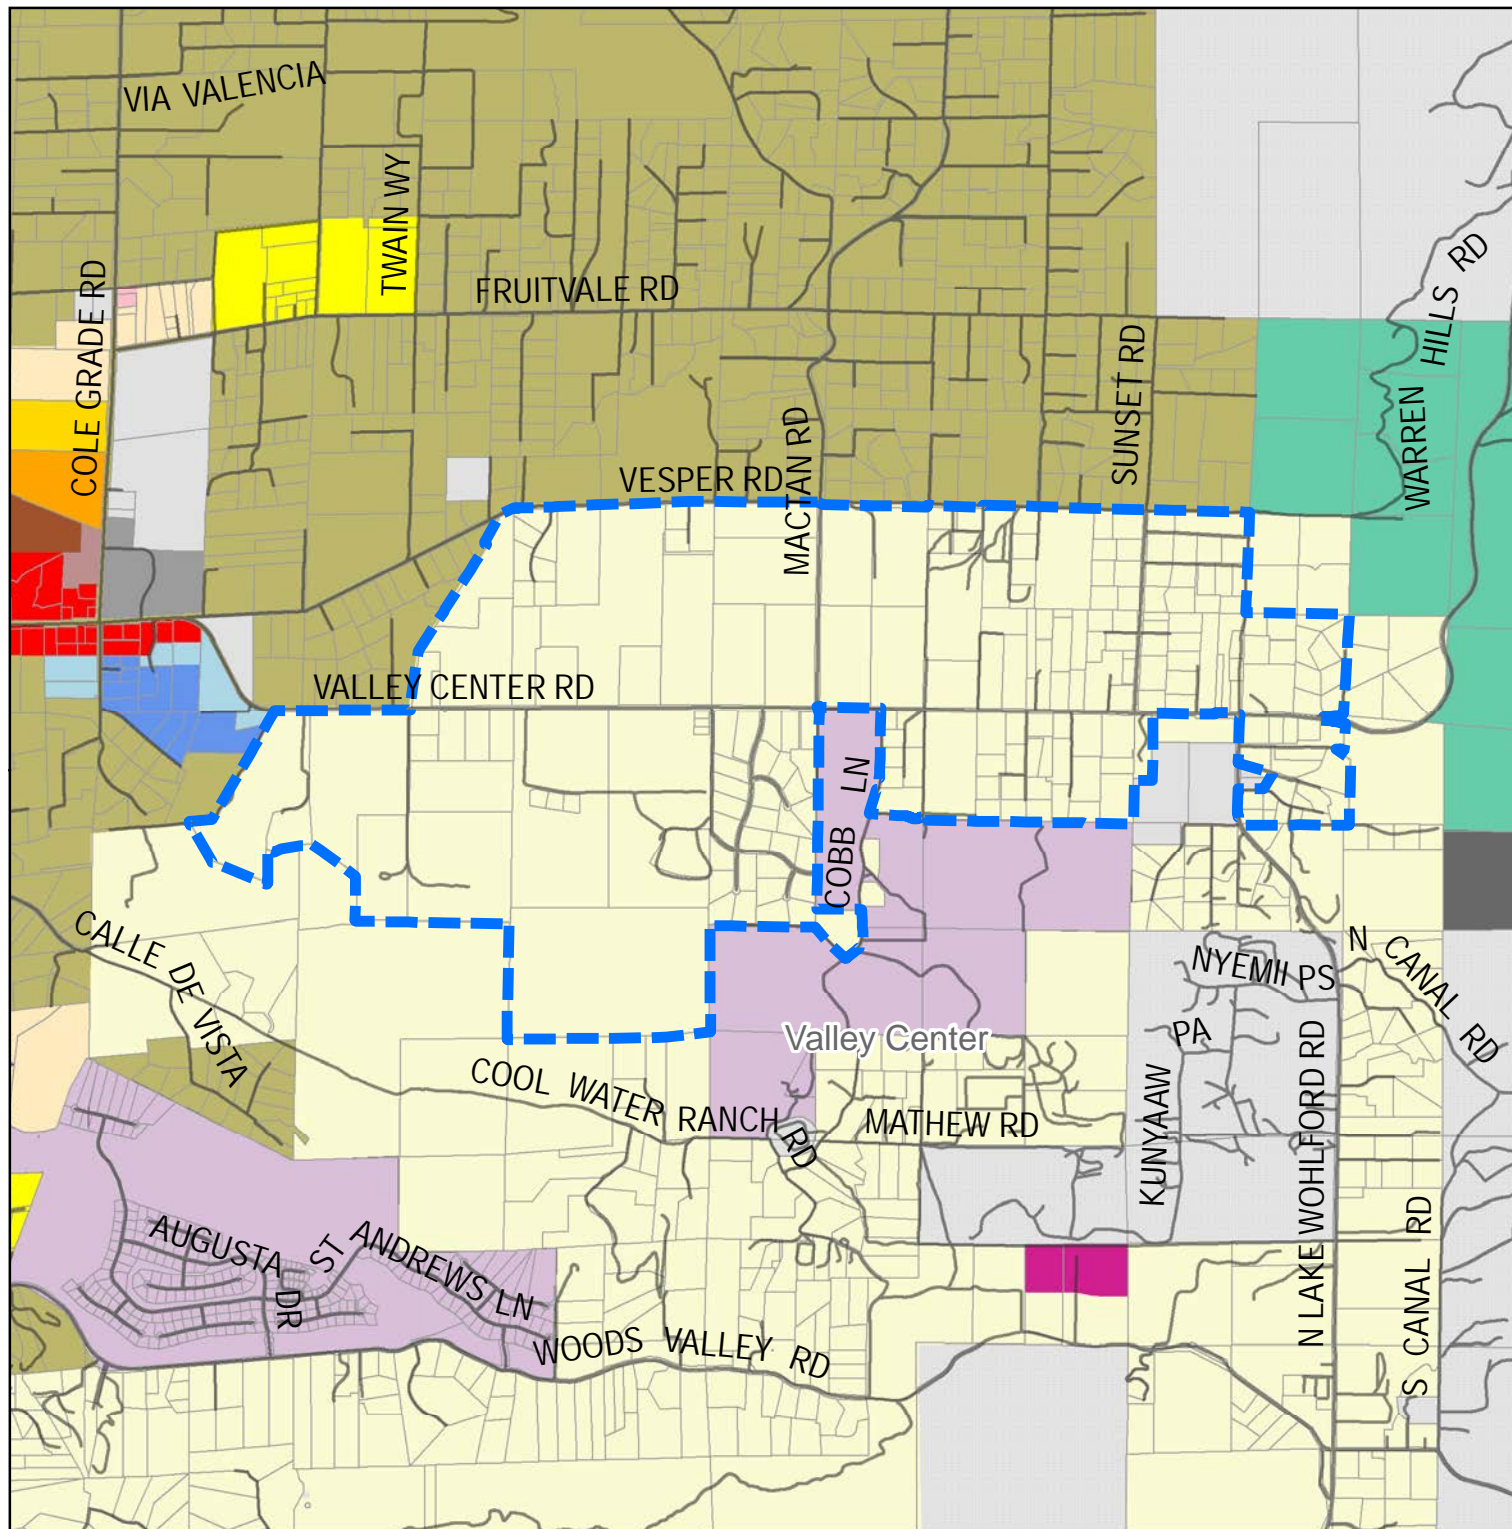 VIA VALENCIA
TWAIN WY
COLE GRADE RD
FRUITVALE RD
WARREN HILLS RD
SUNSET RD
MACTAN RD
VESPER RD
VALLEY CENTER RD
COBB LN
CALLE DE VISTA
N CANAL RD
NYEMII PS
PA
KUNYAAW
Valley Center
COOL WATER RANCH RD
MATHEW RD
N LAKE WOHLFORD RD
S CANAL RD
AUGUSTA DR
ST ANDREWS LN
WOODS VALLEY RD